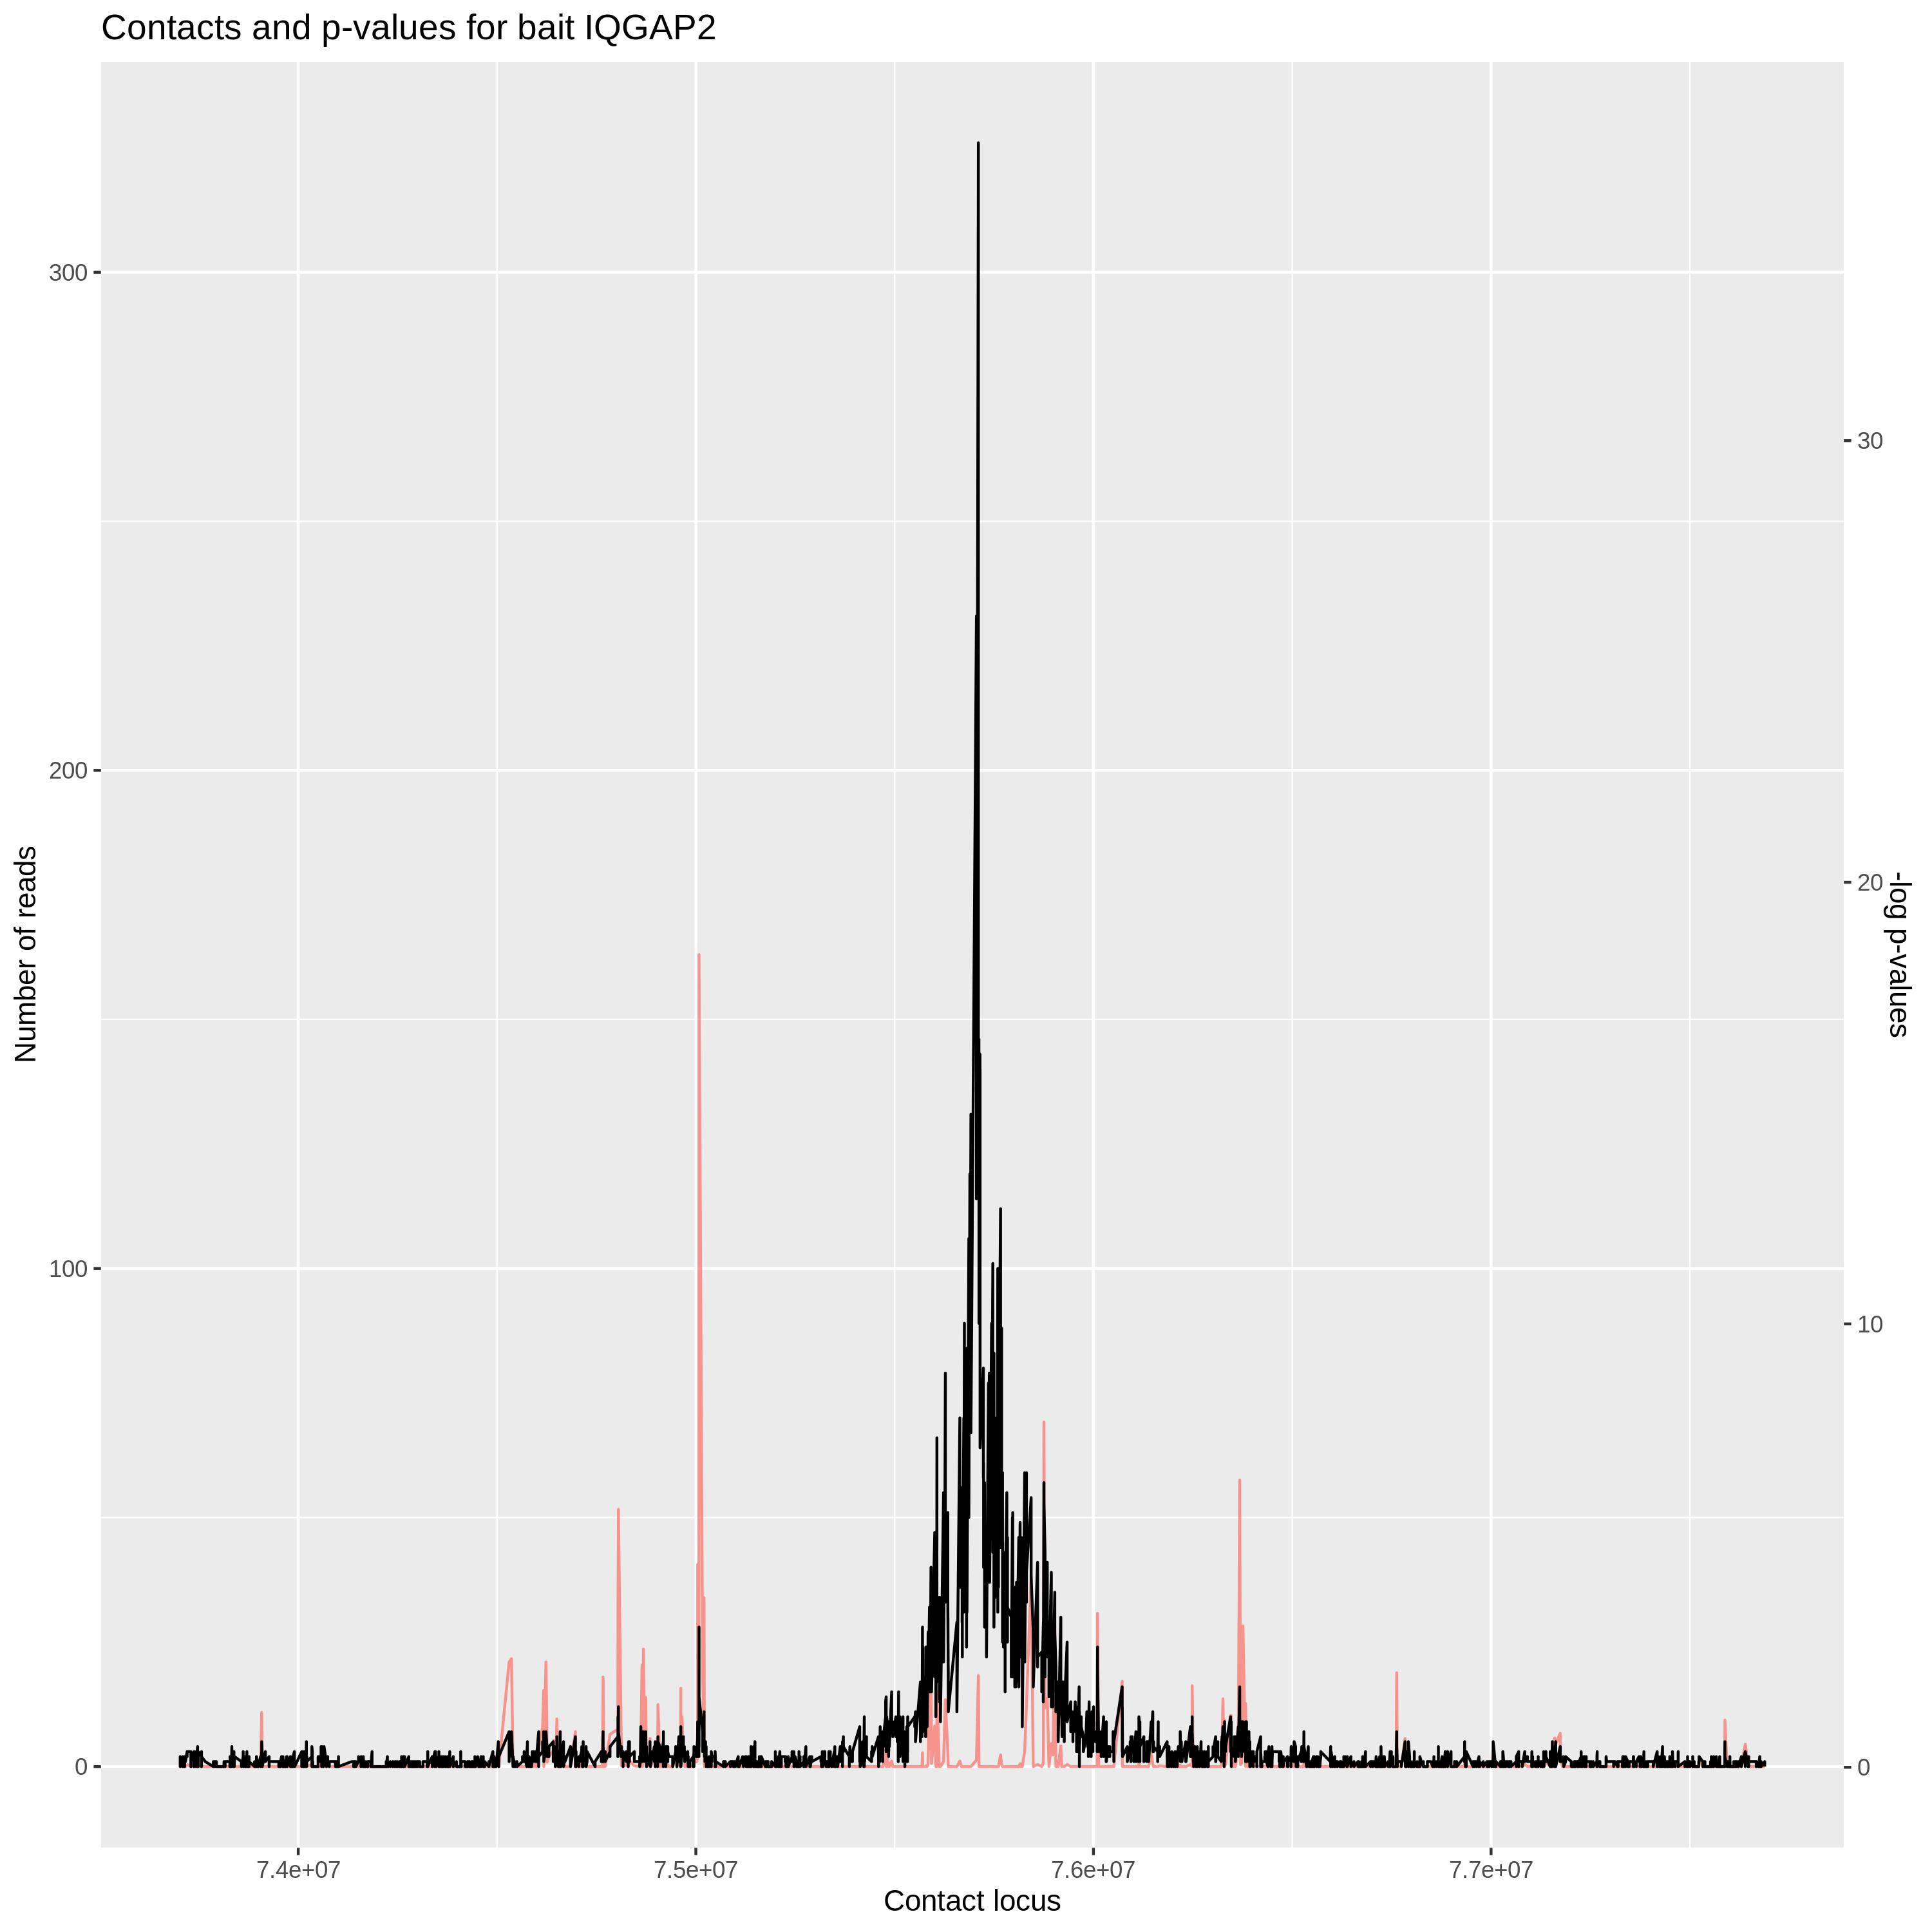 Contacts and p-values for bait IQGAP2
300
200
100
0
30
20
10
0
Number of reads
-log p-values
7.4e+07
7.5e+07
7.6e+07
7.7e+07
Contact locus